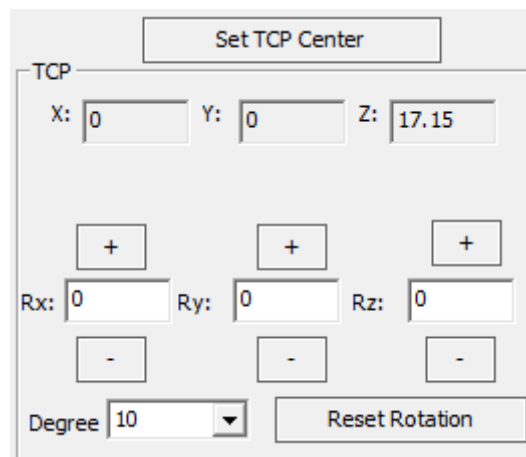 Set TCP Center
TCP
X: 0 Y: 0 Z: 17.15
+ + +
Rx: 0 Ry: 0 Rz: 0
- - -
Degree 10 Reset Rotation